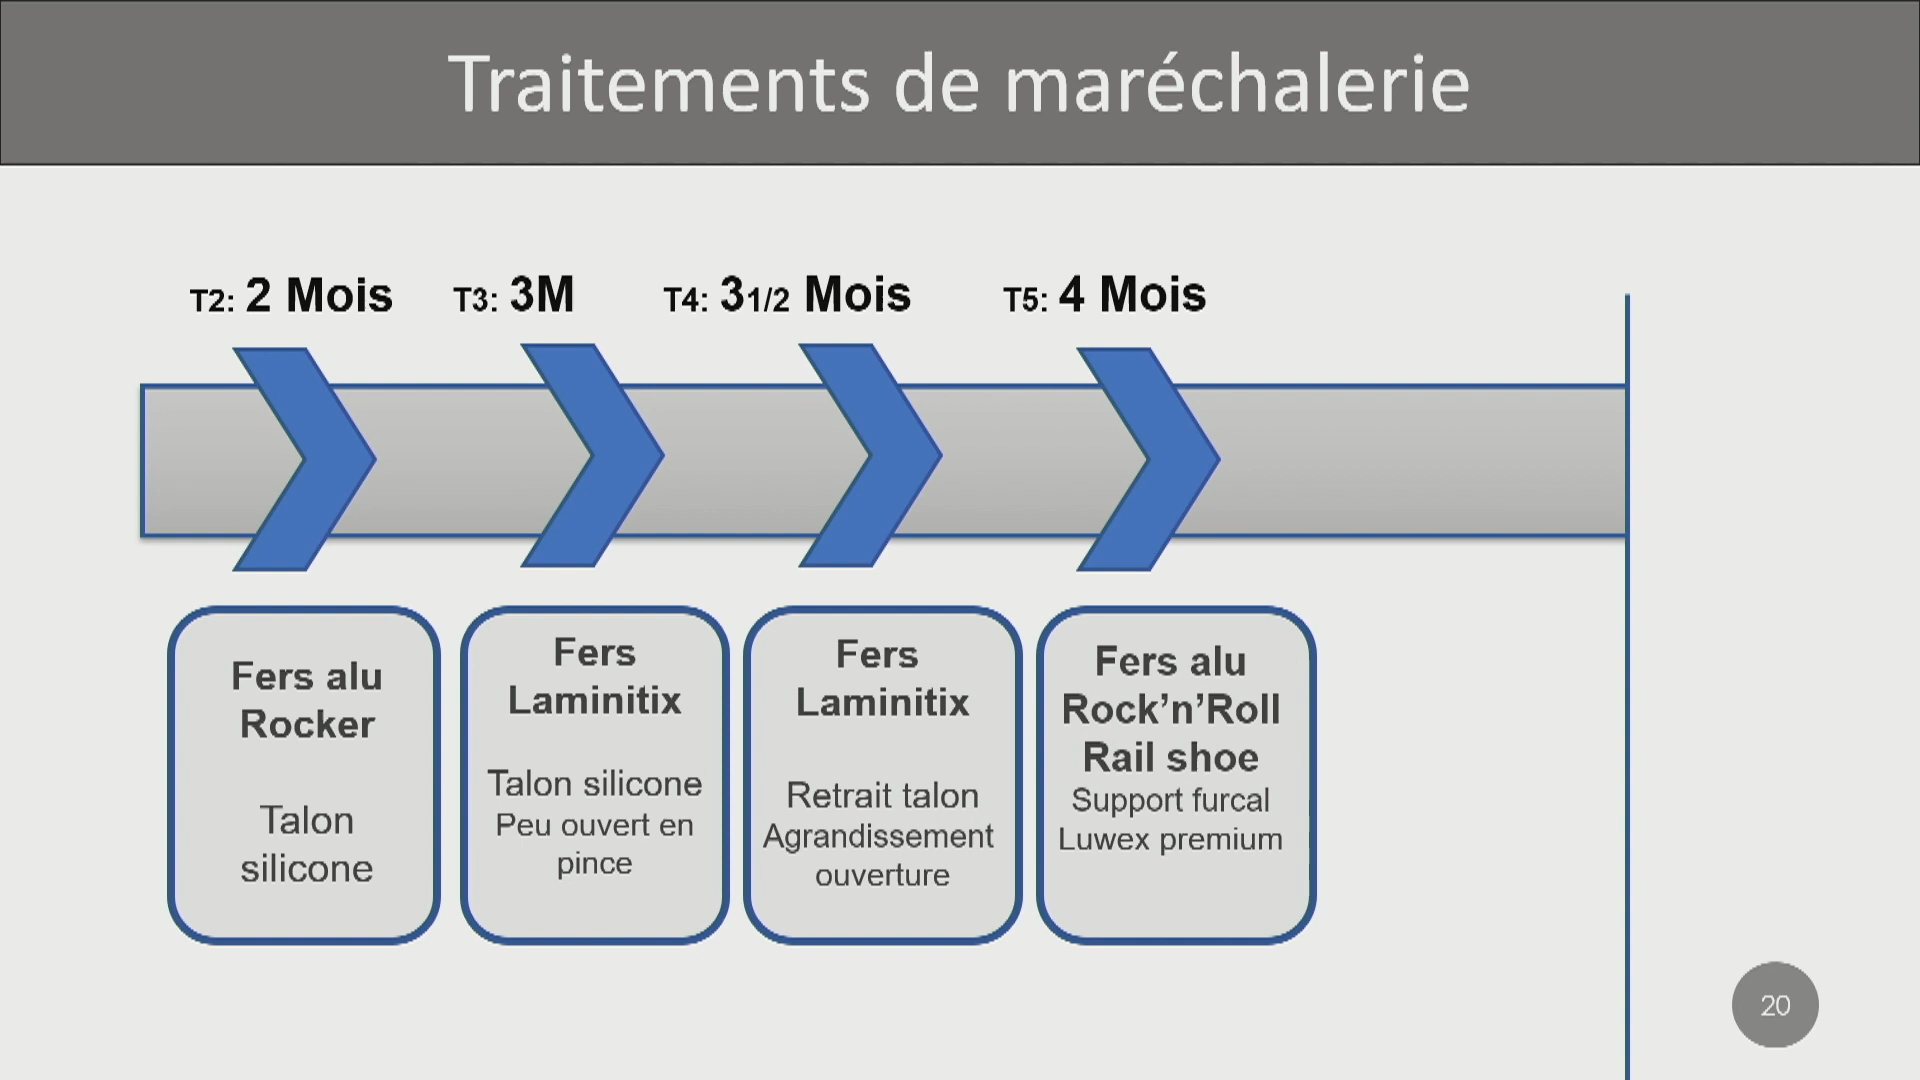 Traitements de maréchalerie
T2: 2 Mois
T3: 3M
T4: 31/2 Mois
T5: 4 Mois
Fers alu
Rocker
Talon
silicone
Fers
Laminitix
Talon silicone
Peu ouvert en
pince
Fers
Laminitix
Retrait talon
Agrandissement
ouverture
Fers alu
Rock’n’Roll
Rail shoe
Support furcal
Luwex premium
20